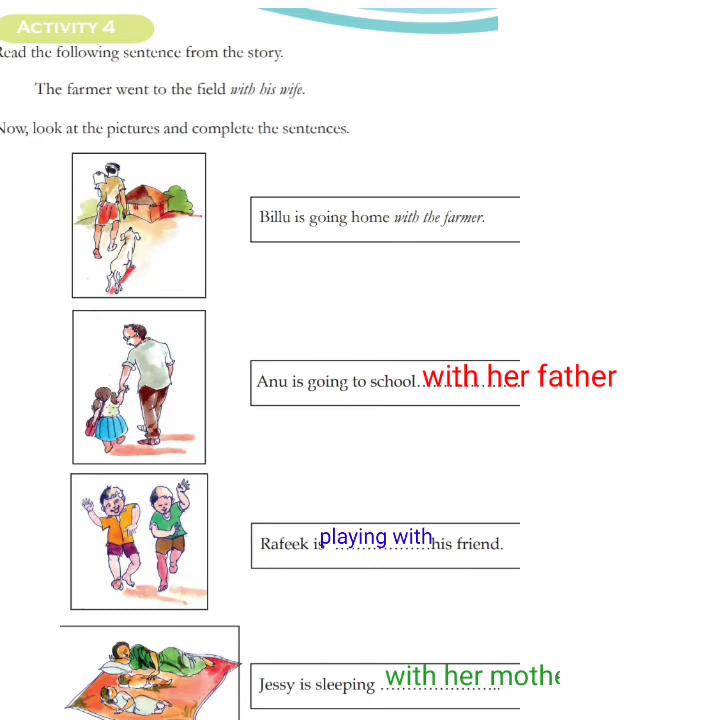 ACTIVITY 4
Read the following sentence from the story.
The farmer went to the field with his wife.
Now, look at the pictures and complete the sentences.
Billu is going home with the farmer.
Anu is going to school..with her father
Rafeek is playing with his friend.
Jessy is sleeping with her mothe